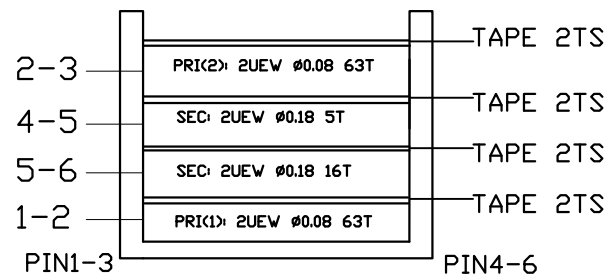 TAPE 2TS
2-3 PRI(2): 2UEW Ø0.08 63T
TAPE 2TS
4-5 SEC: 2UEW Ø0.18 5T
TAPE 2TS
5-6 SEC: 2UEW Ø0.18 16T
TAPE 2TS
1-2 PRI(1): 2UEW Ø0.08 63T
PIN1-3 PIN4-6